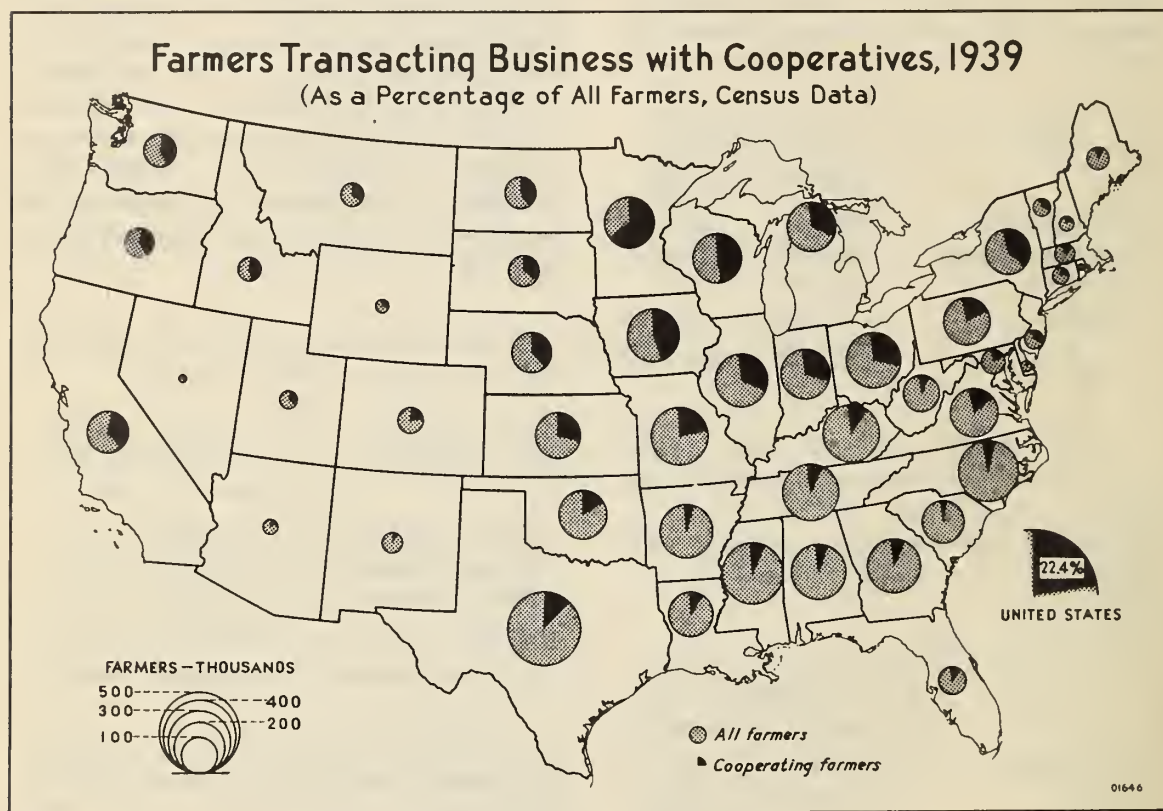 Farmers Transacting Business with Cooperatives, 1939
(As a Percentage of All Farmers, Census Data)
22.4%
UNITED STATES
FARMERS — THOUSANDS
500
400
300
200
100
All farmers
Cooperating farmers
01646